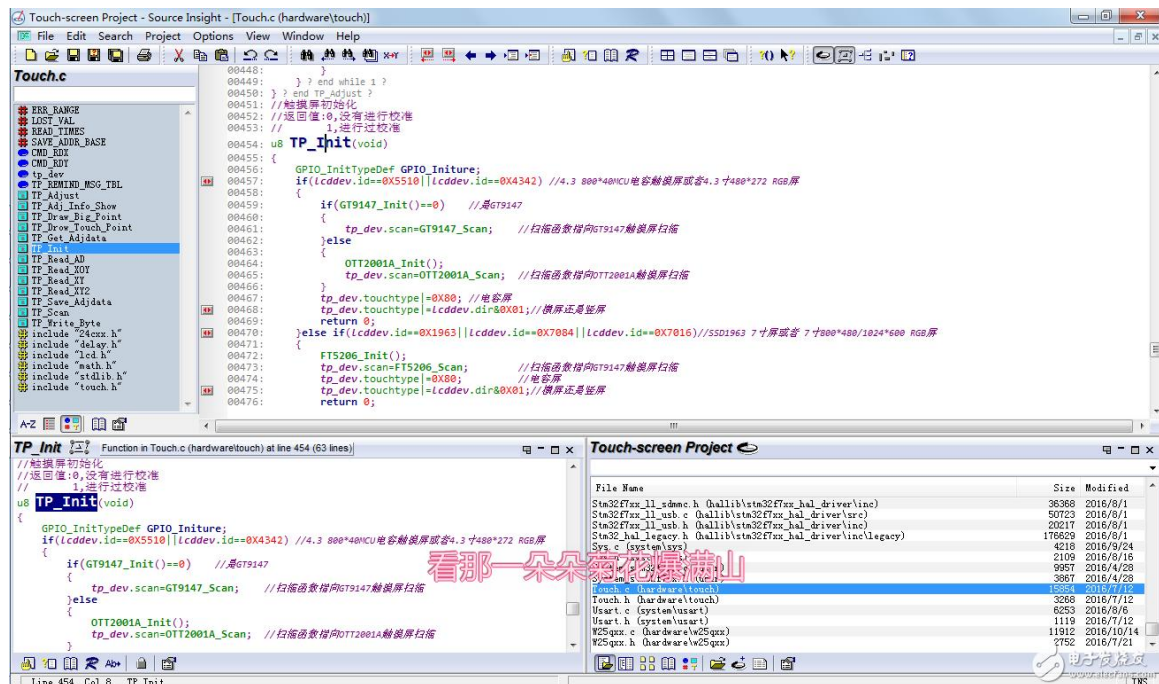 Touch-screen Project - Source Insight - [Touch.c (hardware\touch)]
File Edit Search Project Options View Window Help
Touch.c
ERR_RANGE
LOST_VAL
READ_TIMES
SAVE_ADDR_BASE
CMD_RDX
CMD_RDY
tp_dev
TP_REMIND_MSG_TBL
TP_Adjust
TP_Adj_Info_Show
TP_Draw_Big_Point
TP_Drow_Touch_Point
TP_Get_Adjdata
TP_Init
TP_Read_AD
TP_Read_XOY
TP_Read_XY
TP_Read_XY2
TP_Save_Adjdata
TP_Scan
TP_Write_Byte
include "24cxx.h"
include "delay.h"
include "lcd.h"
include "math.h"
include "stdlib.h"
include "touch.h"
A-Z
00448: }
00449: } ? end while 1 ?
00450: } ? end TP_Adjust ?
00451: //触摸屏初始化
00452: //返回值:0,没有进行校准
00453: // 1,进行过校准
00454: u8 TP_Init(void)
00455: {
00456: GPIO_InitTypeDef GPIO_Initure;
00457: if(lcddev.id==0X5510||lcddev.id==0X4342) //4.3 800*40MCU电容触摸屏或者4.3寸480*272 RGB屏
00458: {
00459: if(GT9147_Init()==0) //是GT9147
00460: {
00461: tp_dev.scan=GT9147_Scan; //扫描函数指向GT9147触摸屏扫描
00462: }else
00463: {
00464: OTT2001A_Init();
00465: tp_dev.scan=OTT2001A_Scan; //扫描函数指向OTT2001A触摸屏扫描
00466: }
00467: tp_dev.touchtype|=0X80; //电容屏
00468: tp_dev.touchtype|=lcddev.dir&0X01;//横屏还是竖屏
00469: return 0;
00470: }else if(lcddev.id==0X1963||lcddev.id==0X7084||lcddev.id==0X7016)//SSD1963 7寸屏或者 7寸800*480/1024*600 RGB屏
00471: {
00472: FT5206_Init();
00473: tp_dev.scan=FT5206_Scan; //扫描函数指向GT9147触摸屏扫描
00474: tp_dev.touchtype|=0X80; //电容屏
00475: tp_dev.touchtype|=lcddev.dir&0X01;//横屏还是竖屏
00476: return 0;
TP_Init Function in Touch.c (hardware\touch) at line 454 (63 lines)
//触摸屏初始化
//返回值:0,没有进行校准
// 1,进行过校准
u8 TP_Init(void)
{
GPIO_InitTypeDef GPIO_Initure;
if(lcddev.id==0X5510||lcddev.id==0X4342) //4.3 800*40MCU电容触摸屏或者4.3寸480*272 RGB屏
{
if(GT9147_Init()==0) //是GT9147
{
tp_dev.scan=GT9147_Scan; //扫描函数指向GT9147触摸屏扫描
}else
{
OTT2001A_Init();
tp_dev.scan=OTT2001A_Scan; //扫描函数指向OTT2001A触摸屏扫描
}
Touch-screen Project
File Name Size Modified
Stm32f7xx_ll_sdmmc.h (hallib\stm32f7xx_hal_driver\inc) 36368 2016/8/1
Stm32f7xx_ll_usb.c (hallib\stm32f7xx_hal_driver\src) 50723 2016/8/1
Stm32f7xx_ll_usb.h (hallib\stm32f7xx_hal_driver\inc) 20217 2016/8/1
Stm32_hal_legacy.h (hallib\stm32f7xx_hal_driver\inc\legacy) 176629 2016/8/1
Sys.c (system\sys) 4218 2016/9/24
2109 2016/8/16
9957 2016/4/28
3867 2016/4/28
Touch.c (hardware\touch) 15854 2016/7/12
Touch.h (hardware\touch) 3268 2016/7/12
Usart.c (system\usart) 6253 2016/8/6
Usart.h (system\usart) 1119 2016/7/12
W25qxx.c (hardware\w25qxx) 11912 2016/10/14
W25qxx.h (hardware\w25qxx) 2752 2016/7/21
看那一朵朵菊花爆满山
电子发烧友
www.elecfans.com
Line 454 Col 8 TP_Init
INS